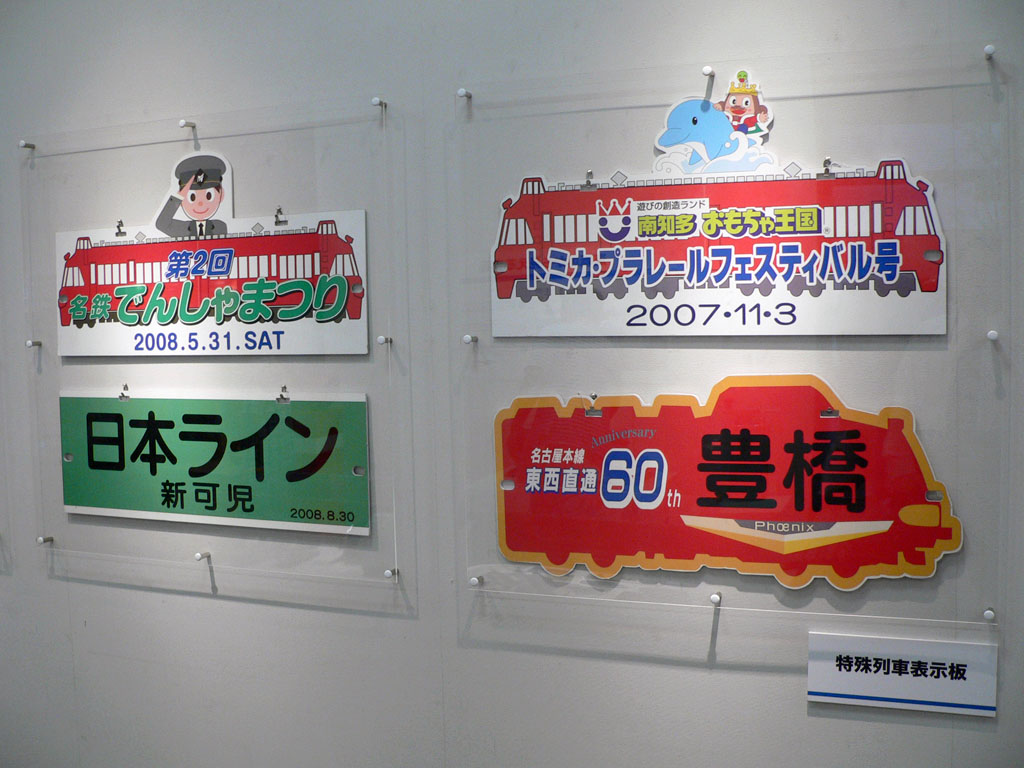 第2回
名鉄でんしゃまつり
2008.5.31.SAT
日本ライン
新可児
2008.8.30
遊びの創造ランド
南知多 おもちゃ王国
®
トミカ・プラレールフェスティバル号
2007・11・3
Anniversary
名古屋本線
東西直通 60th
豊橋
Phœnix
特殊列車表示板